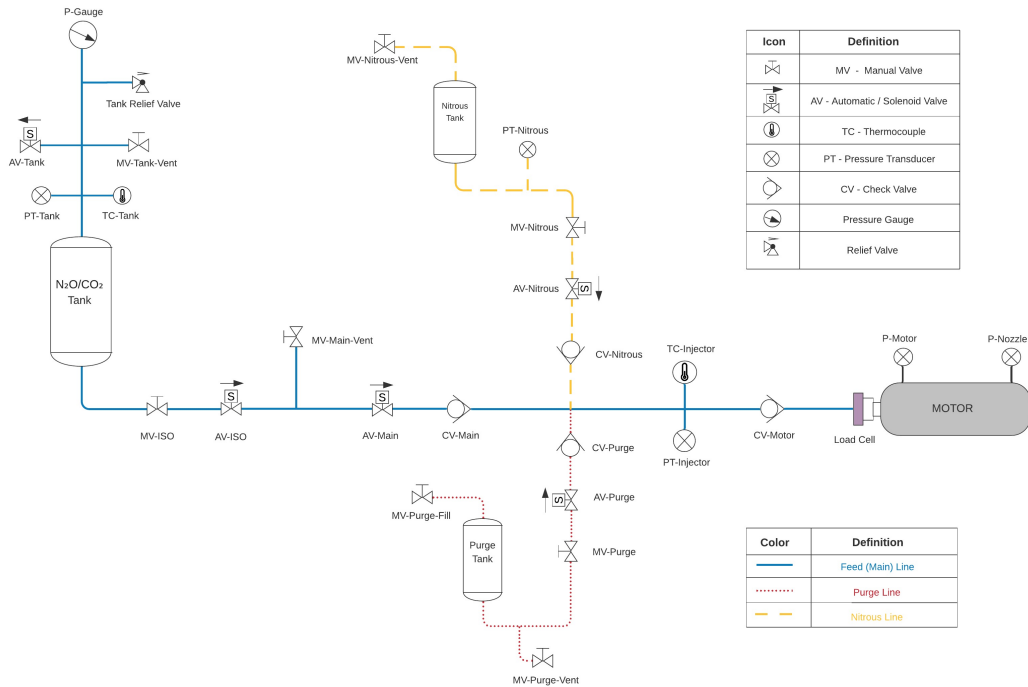 P-Gauge
Tank Relief Valve
S
AV-Tank
MV-Tank-Vent
PT-Tank
TC-Tank
N₂O/CO₂
Tank
MV-Nitrous-Vent
Nitrous
Tank
PT-Nitrous
MV-Nitrous
AV-Nitrous
S
CV-Nitrous
MV-Main-Vent
MV-ISO
S
AV-ISO
S
AV-Main
CV-Main
TC-Injector
PT-Injector
CV-Motor
Load Cell
P-Motor
P-Nozzle
MOTOR
CV-Purge
AV-Purge
S
MV-Purge
MV-Purge-Fill
Purge
Tank
MV-Purge-Vent
Icon Definition
MV - Manual Valve
S AV - Automatic / Solenoid Valve
TC - Thermocouple
PT - Pressure Transducer
CV - Check Valve
Pressure Gauge
Relief Valve
Color Definition
Feed (Main) Line
Purge Line
Nitrous Line